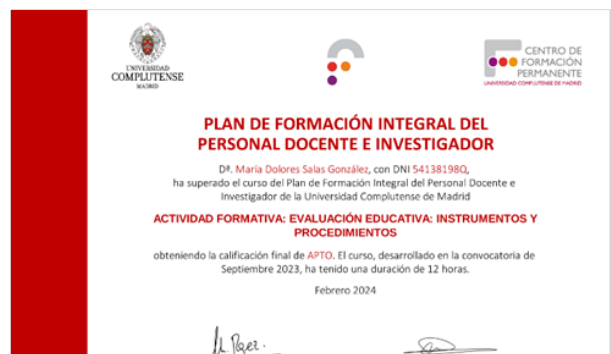 UNIVERSIDAD
COMPLUTENSE
MADRID
CENTRO DE
FORMACIÓN
PERMANENTE
UNIVERSIDAD COMPLUTENSE DE MADRID
PLAN DE FORMACIÓN INTEGRAL DEL
PERSONAL DOCENTE E INVESTIGADOR
Dª. María Dolores Salas González, con DNI 54138198Q,
ha superado el curso del Plan de Formación Integral del Personal Docente e
Investigador de la Universidad Complutense de Madrid
ACTIVIDAD FORMATIVA: EVALUACIÓN EDUCATIVA: INSTRUMENTOS Y
PROCEDIMIENTOS
obteniendo la calificación final de APTO. El curso, desarrollado en la convocatoria de
Septiembre 2023, ha tenido una duración de 12 horas.
Febrero 2024